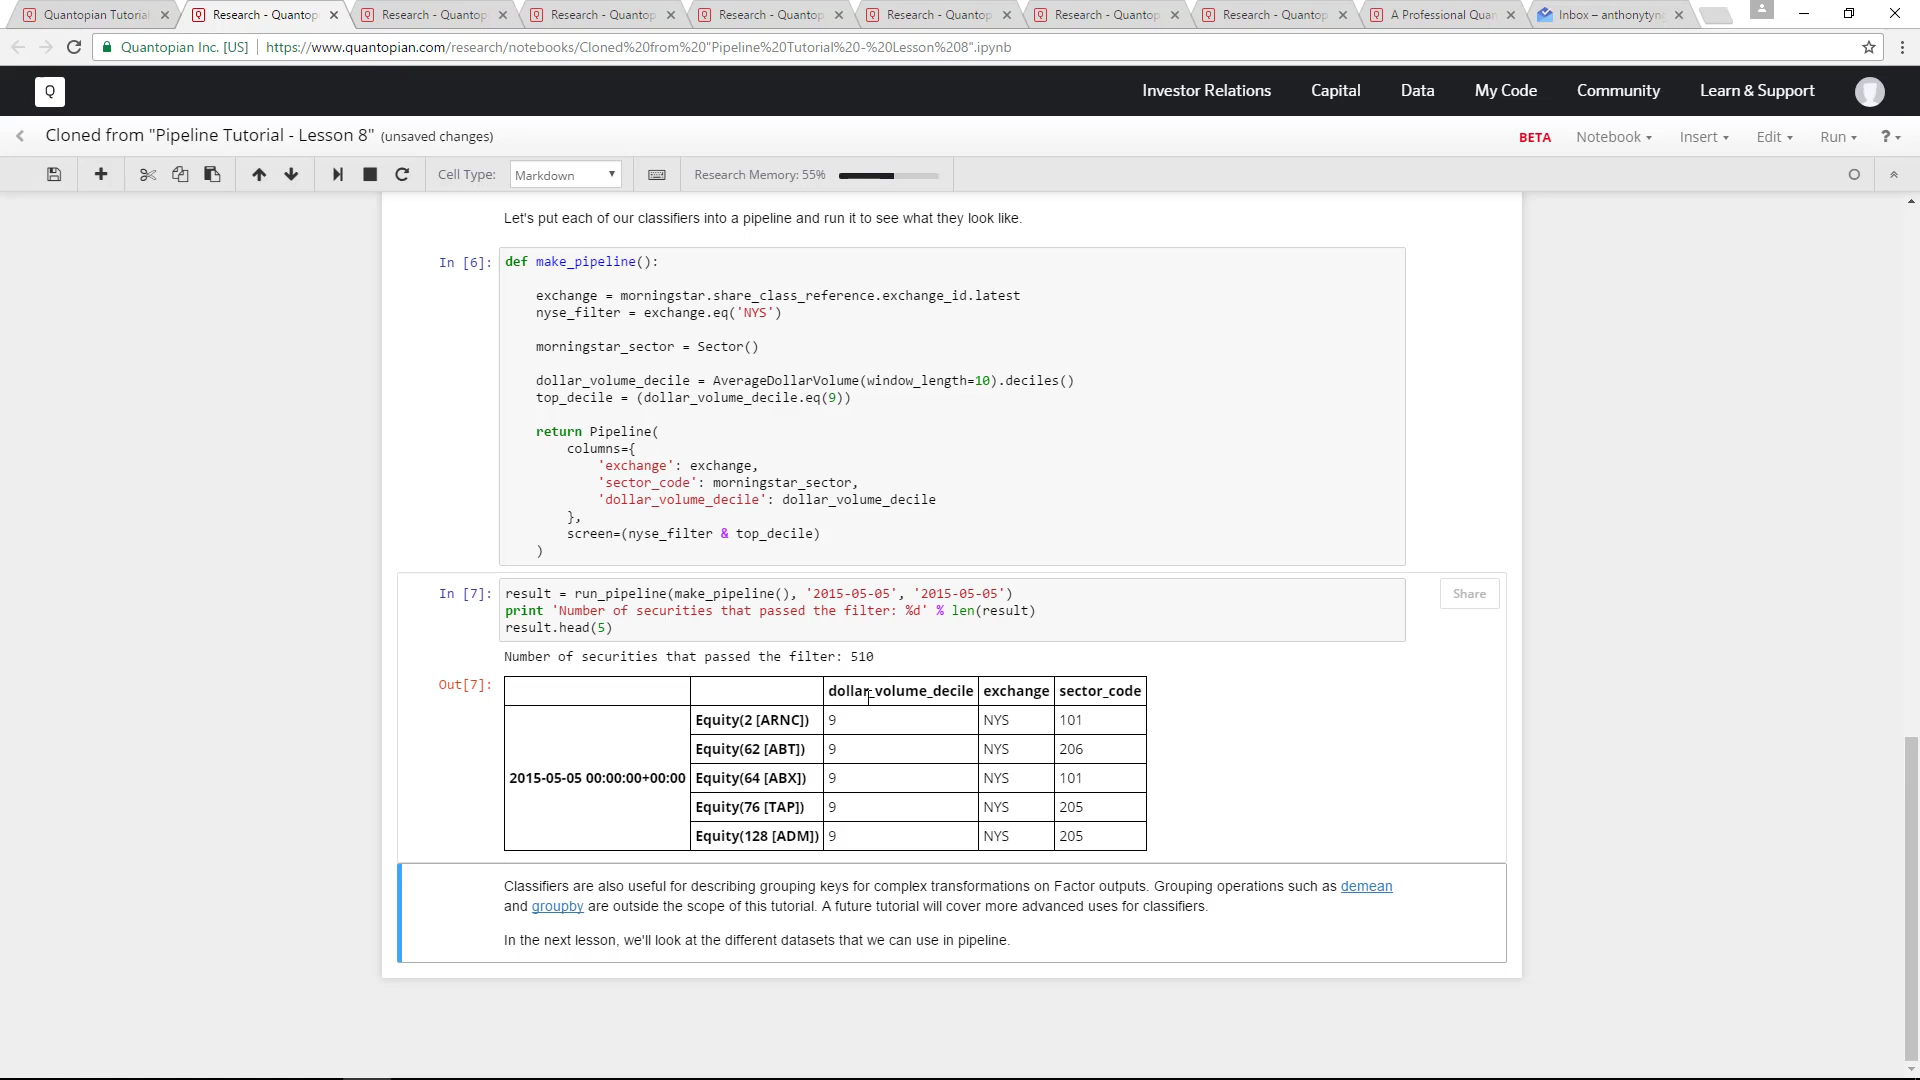 Quantopian Tutorial
Research - Quantop
Research - Quantop
Research - Quantop
Research - Quantop
Research - Quantop
Research - Quantop
Research - Quantop
A Professional Quan
Inbox – anthonytyn
Quantopian Inc. [US]
https://www.quantopian.com/research/notebooks/Cloned%20from%20"Pipeline%20Tutorial%20-%20Lesson%208".ipynb
Q
Investor Relations
Capital
Data
My Code
Community
Learn & Support
Cloned from "Pipeline Tutorial - Lesson 8" (unsaved changes)
BETA
Notebook
Insert
Edit
Run
?
Cell Type:
Markdown
Research Memory: 55%
Let's put each of our classifiers into a pipeline and run it to see what they look like.
In [6]:
def make_pipeline():
exchange = morningstar.share_class_reference.exchange_id.latest
nyse_filter = exchange.eq('NYS')
morningstar_sector = Sector()
dollar_volume_decile = AverageDollarVolume(window_length=10).deciles()
top_decile = (dollar_volume_decile.eq(9))
return Pipeline(
columns={
'exchange': exchange,
'sector_code': morningstar_sector,
'dollar_volume_decile': dollar_volume_decile
},
screen=(nyse_filter & top_decile)
)
In [7]:
result = run_pipeline(make_pipeline(), '2015-05-05', '2015-05-05')
print 'Number of securities that passed the filter: %d' % len(result)
result.head(5)
Share
Number of securities that passed the filter: 510
Out[7]:
dollar_volume_decile exchange sector_code
2015-05-05 00:00:00+00:00
Equity(2 [ARNC]) 9 NYS 101
Equity(62 [ABT]) 9 NYS 206
Equity(64 [ABX]) 9 NYS 101
Equity(76 [TAP]) 9 NYS 205
Equity(128 [ADM]) 9 NYS 205
Classifiers are also useful for describing grouping keys for complex transformations on Factor outputs. Grouping operations such as demean
and groupby are outside the scope of this tutorial. A future tutorial will cover more advanced uses for classifiers.
In the next lesson, we'll look at the different datasets that we can use in pipeline.